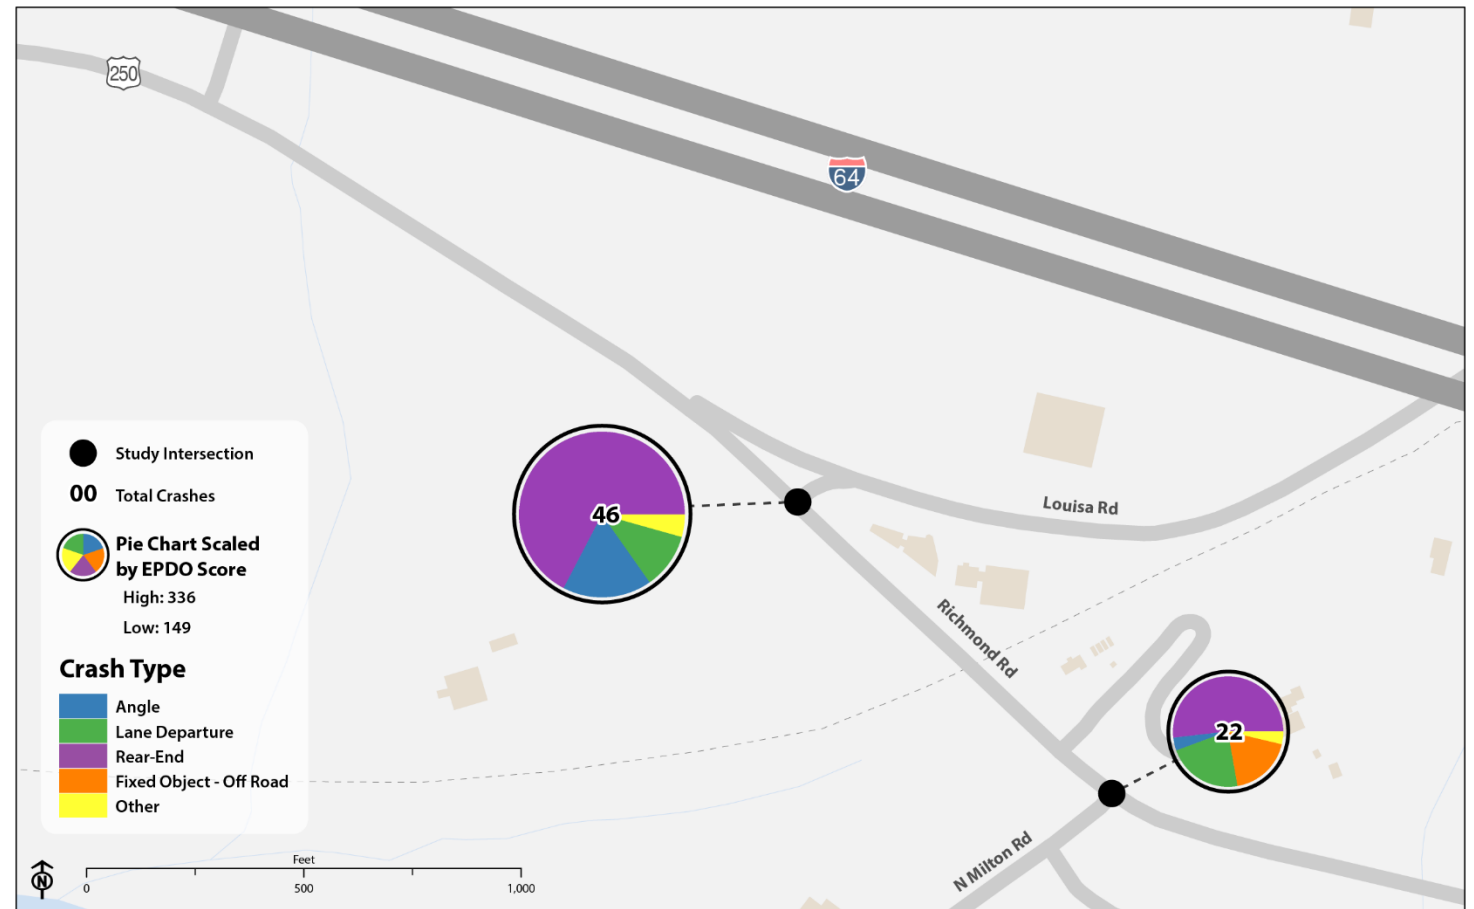 250
64
46
Louisa Rd
Study Intersection
00 Total Crashes
Pie Chart Scaled
by EPDO Score
High: 336
Low: 149
Richmond Rd
Crash Type
Angle
Lane Departure
Rear-End
Fixed Object - Off Road
Other
22
N Milton Rd
Feet
0 500 1,000
N